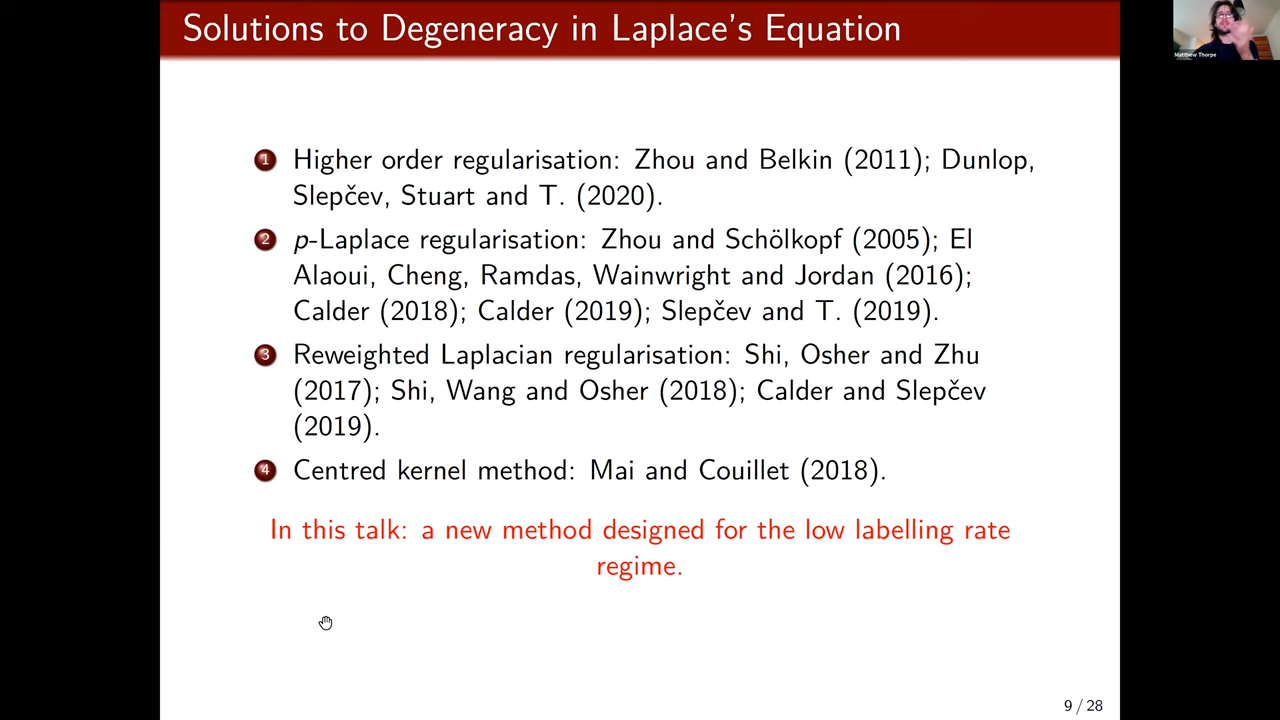 Solutions to Degeneracy in Laplace's Equation
Matthew Thorpe
1 Higher order regularisation: Zhou and Belkin (2011); Dunlop,
Slepčev, Stuart and T. (2020).
2 p-Laplace regularisation: Zhou and Schölkopf (2005); El
Alaoui, Cheng, Ramdas, Wainwright and Jordan (2016);
Calder (2018); Calder (2019); Slepčev and T. (2019).
3 Reweighted Laplacian regularisation: Shi, Osher and Zhu
(2017); Shi, Wang and Osher (2018); Calder and Slepčev
(2019).
4 Centred kernel method: Mai and Couillet (2018).
In this talk: a new method designed for the low labelling rate
regime.
9 / 28